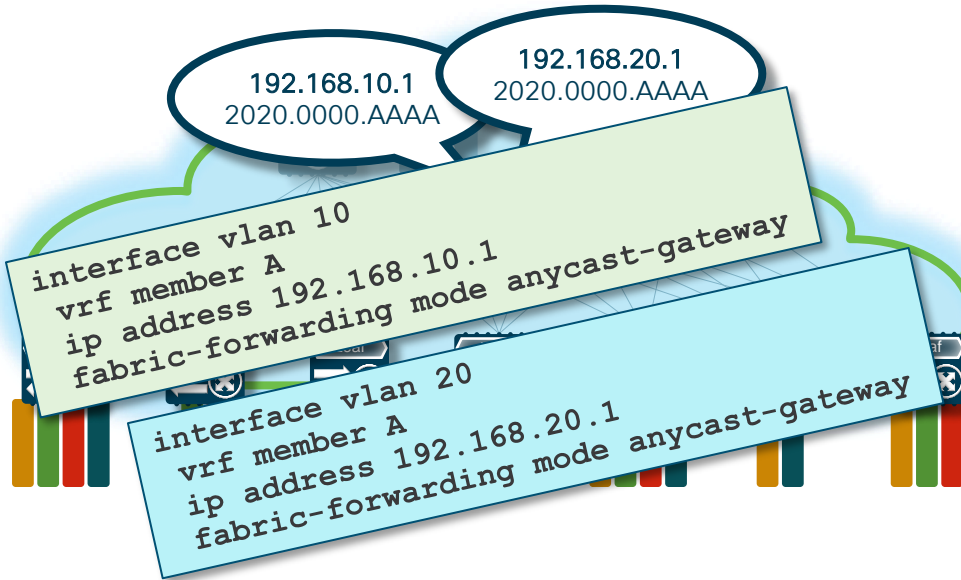 192.168.10.1
2020.0000.AAAA
192.168.20.1
2020.0000.AAAA
interface vlan 10
vrf member A
ip address 192.168.10.1
fabric-forwarding mode anycast-gateway
interface vlan 20
vrf member A
ip address 192.168.20.1
fabric-forwarding mode anycast-gateway